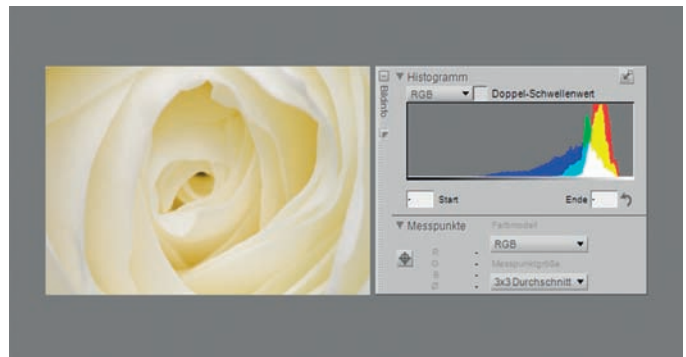 Histogramm
Bildinfo
RGB
Doppel-Schwellenwert
Start
Ende
Messpunkte
Farbmodell
RGB
R
G
B
Messpunktgröße
3x3 Durchschnitt